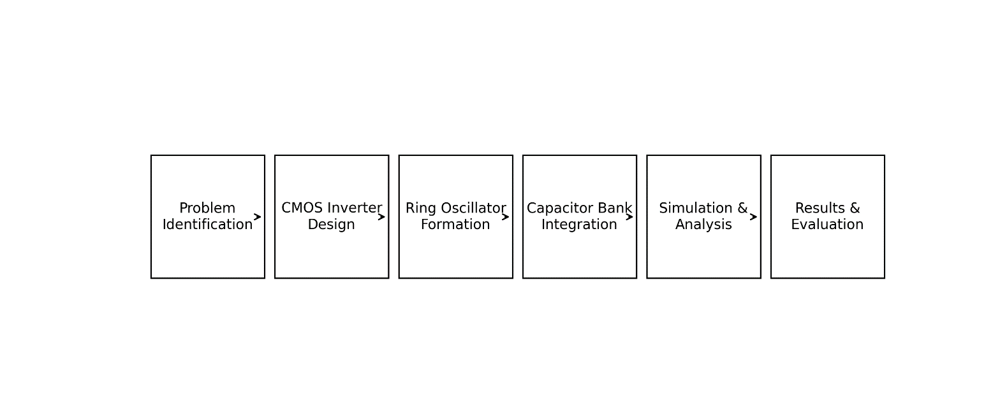 Problem
Identification
CMOS Inverter
Design
Ring Oscillator
Formation
Capacitor Bank
Integration
Simulation &
Analysis
Results &
Evaluation